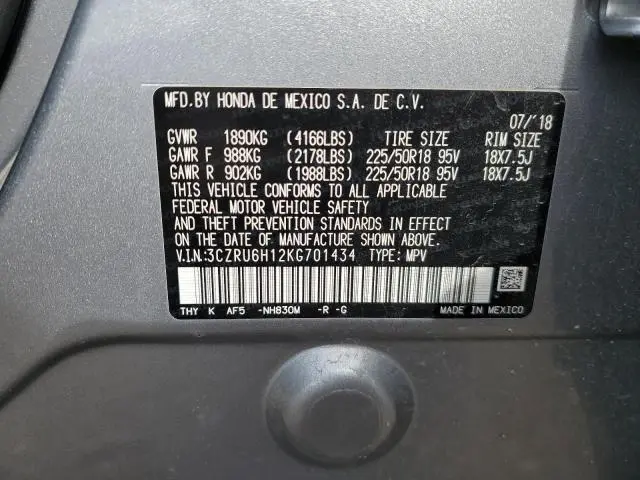 MFD.BY HONDA DE MEXICO S.A. DE C.V.
07/'18
GVWR 1890KG (4166LBS) TIRE SIZE RIM SIZE
GAWR F 988KG (2178LBS) 225/50R18 95V 18X7.5J
GAWR R 902KG (1988LBS) 225/50R18 95V 18X7.5J
THIS VEHICLE CONFORMS TO ALL APPLICABLE
FEDERAL MOTOR VEHICLE SAFETY
AND THEFT PREVENTION STANDARDS IN EFFECT
ON THE DATE OF MANUFACTURE SHOWN ABOVE.
V.I.N:3CZRU6H12KG701434 TYPE: MPV
THY K AF5 -NH830M -R -G MADE IN MEXICO